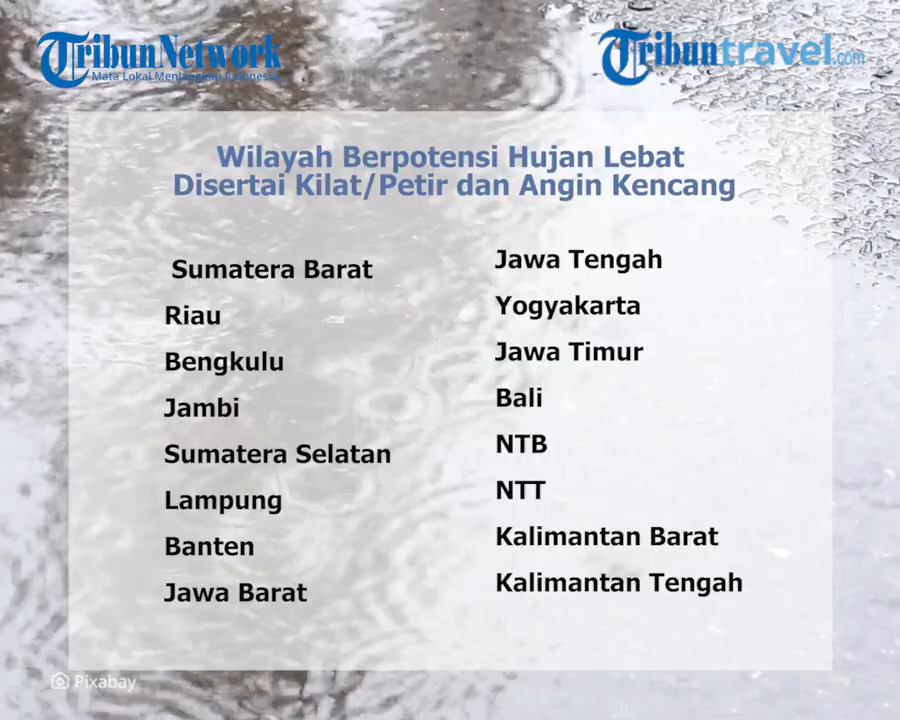 TribunNetwork
Mata Lokal Menjangkau Indonesia
Tribuntravel.com
Wilayah Berpotensi Hujan Lebat
Disertai Kilat/Petir dan Angin Kencang
Sumatera Barat
Riau
Bengkulu
Jambi
Sumatera Selatan
Lampung
Banten
Jawa Barat
Jawa Tengah
Yogyakarta
Jawa Timur
Bali
NTB
NTT
Kalimantan Barat
Kalimantan Tengah
Pixabay